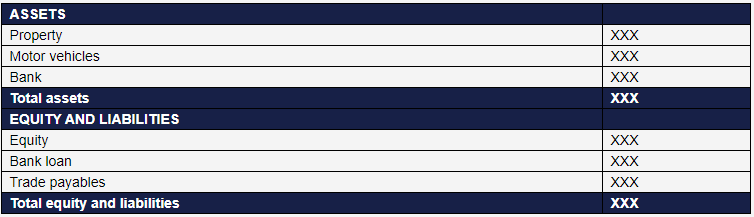 ASSETS
Property XXX
Motor vehicles XXX
Bank XXX
Total assets XXX
EQUITY AND LIABILITIES
Equity XXX
Bank loan XXX
Trade payables XXX
Total equity and liabilities XXX